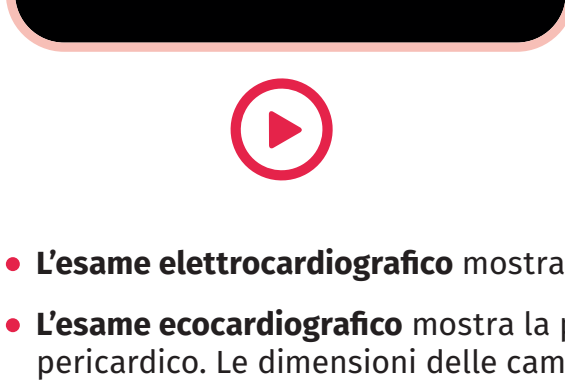 • L'esame elettrocardiografico mostra
• L'esame ecocardiografico mostra la
pericardico. Le dimensioni delle cam